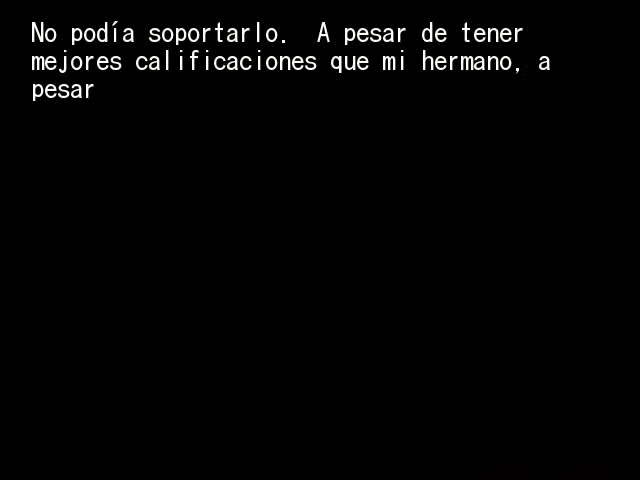 No podía soportarlo.  A pesar de tener
mejores calificaciones que mi hermano, a
pesar